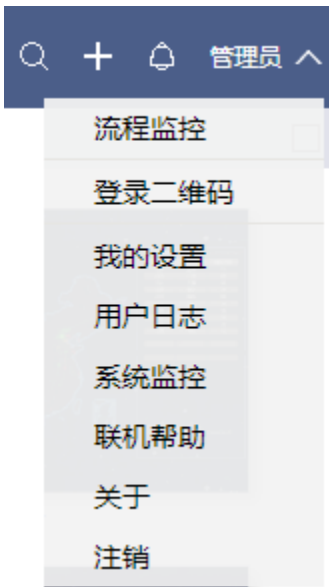 管理员
流程监控
登录二维码
我的设置
用户日志
系统监控
联机帮助
关于
注销